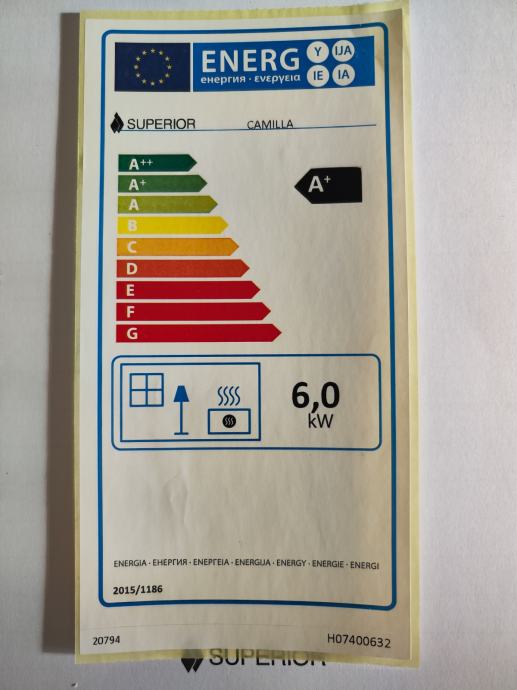 ENERG Y IJA IE IA
енергия · ενεργεια
SUPERIOR CAMILLA
A++
A+ A+
A
B
C
D
E
F
G
6,0
kW
ENERGIA · ЕНЕРГИЯ · ΕΝΕΡΓΕΙΑ · ENERGIJA · ENERGY · ENERGIE · ENERGI
2015/1186
20794 H07400632
SUPERIOR